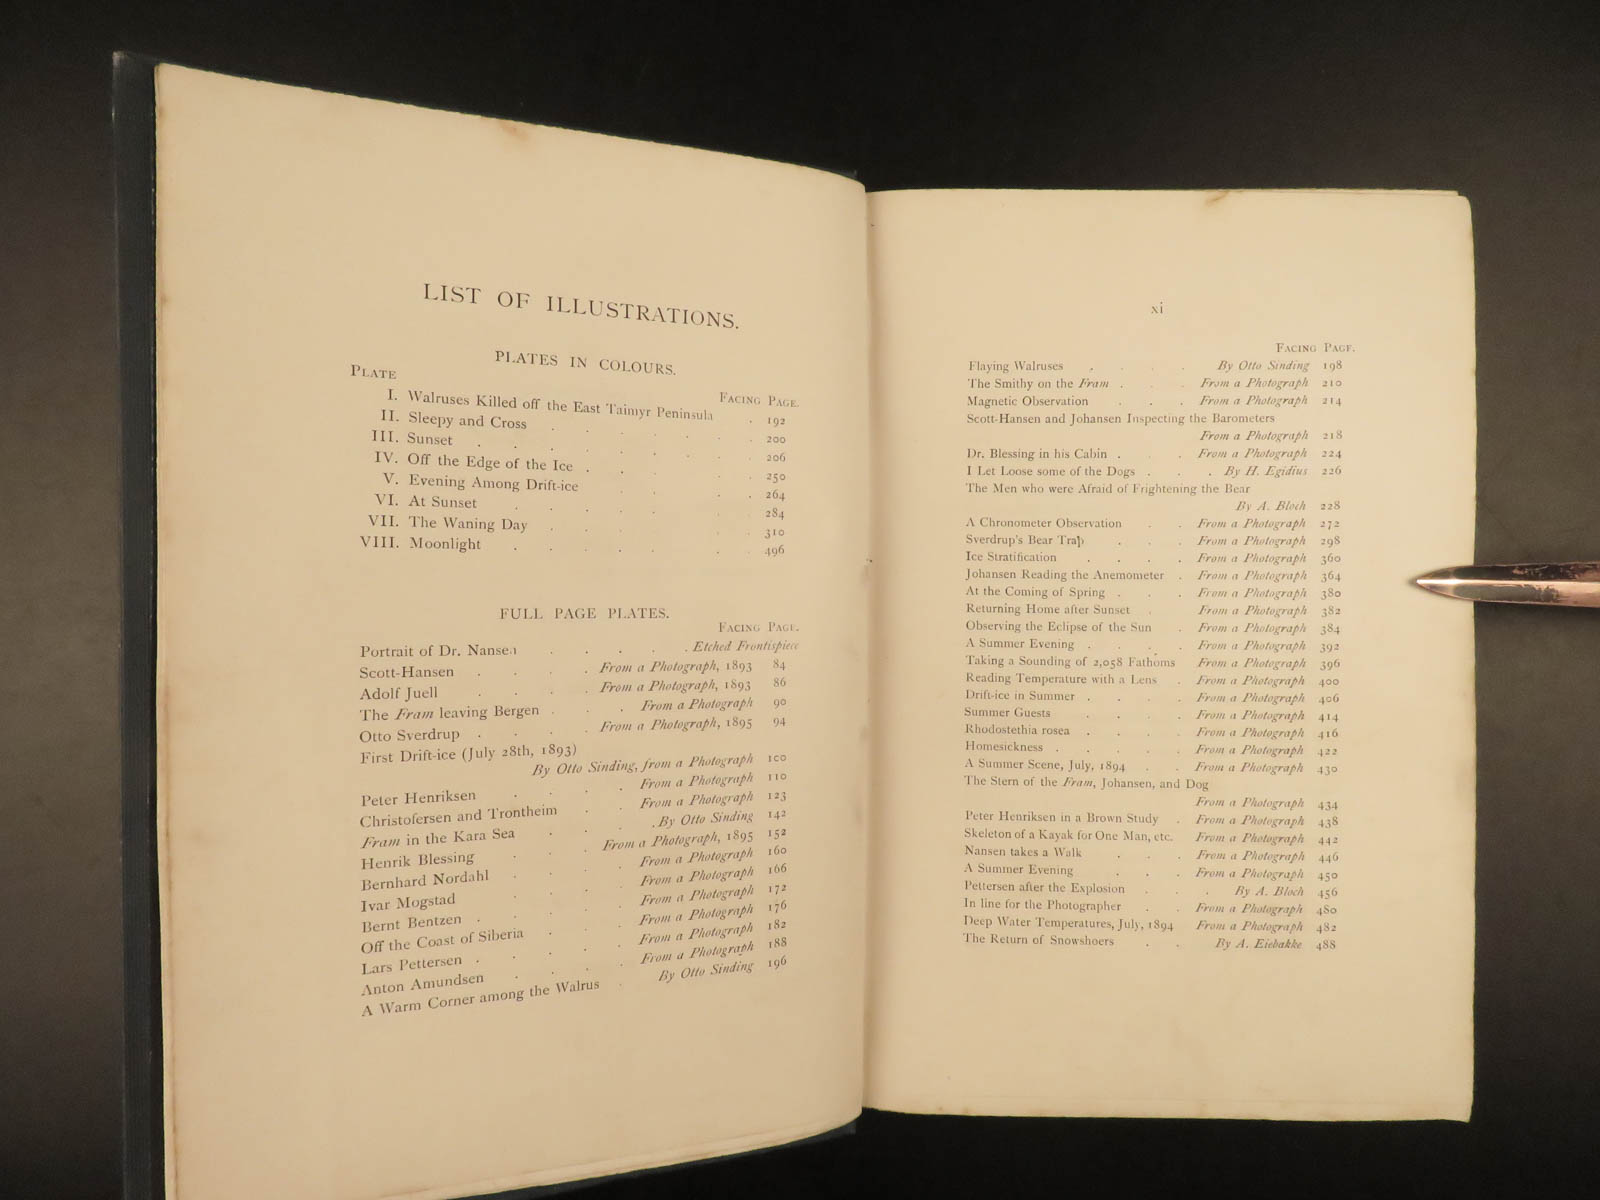 LIST OF ILLUSTRATIONS.
PLATES IN COLOURS.
PLATE
FACING PAGE.
I. Walruses Killed off the East Taimyr Peninsula . 192
II. Sleepy and Cross . . . . . 200
III. Sunset . . . . . . 206
IV. Off the Edge of the Ice . . . . 250
V. Evening Among Drift-ice . . . . 264
VI. At Sunset . . . . . . 284
VII. The Waning Day . . . . . 310
VIII. Moonlight . . . . . . 496
FULL PAGE PLATES.
FACING PAGE.
Portrait of Dr. Nansen . . . . . Etched Frontispiece
Scott-Hansen . . . . From a Photograph, 1893 84
Adolf Juell . . . . From a Photograph, 1893 86
The Fram leaving Bergen . . . From a Photograph 90
Otto Sverdrup . . . . From a Photograph, 1895 94
First Drift-ice (July 28th, 1893)
By Otto Sinding, from a Photograph 100
Peter Henriksen . . . . From a Photograph 110
Christofersen and Trontheim . . From a Photograph 123
Fram in the Kara Sea . . . By Otto Sinding 142
Henrik Blessing . . . From a Photograph, 1895 152
Bernhard Nordahl . . . From a Photograph 160
Ivar Mogstad . . . From a Photograph 166
Bernt Bentzen . . . . From a Photograph 172
Off the Coast of Siberia . . . From a Photograph 176
Lars Pettersen . . . . From a Photograph 182
Anton Amundsen . . . . From a Photograph 188
A Warm Corner among the Walrus . By Otto Sinding 196
xi
FACING PAGE.
Flaying Walruses . . . . By Otto Sinding 198
The Smithy on the Fram . . . From a Photograph 210
Magnetic Observation . . . From a Photograph 214
Scott-Hansen and Johansen Inspecting the Barometers
From a Photograph 218
Dr. Blessing in his Cabin . . . From a Photograph 224
I Let Loose some of the Dogs . . . By H. Egidius 226
The Men who were Afraid of Frightening the Bear
By A. Bloch 228
A Chronometer Observation . . From a Photograph 272
Sverdrup's Bear Trap . . . From a Photograph 298
Ice Stratification . . . . From a Photograph 360
Johansen Reading the Anemometer . From a Photograph 364
At the Coming of Spring . . . From a Photograph 380
Returning Home after Sunset . From a Photograph 382
Observing the Eclipse of the Sun . From a Photograph 384
A Summer Evening . . . . From a Photograph 392
Taking a Sounding of 2,058 Fathoms From a Photograph 396
Reading Temperature with a Lens . From a Photograph 400
Drift-ice in Summer . . . . From a Photograph 406
Summer Guests . . . . From a Photograph 414
Rhodostethia rosea . . . . From a Photograph 416
Homesickness . . . . . From a Photograph 422
A Summer Scene, July, 1894 . . From a Photograph 430
The Stern of the Fram, Johansen, and Dog
From a Photograph 434
Peter Henriksen in a Brown Study . From a Photograph 438
Skeleton of a Kayak for One Man, etc. From a Photograph 442
Nansen takes a Walk . . . From a Photograph 446
A Summer Evening . . . From a Photograph 450
Pettersen after the Explosion . . . By A. Bloch 456
In line for the Photographer . . From a Photograph 480
Deep Water Temperatures, July, 1894 From a Photograph 482
The Return of Snowshoers . . By A. Eiebakke 488